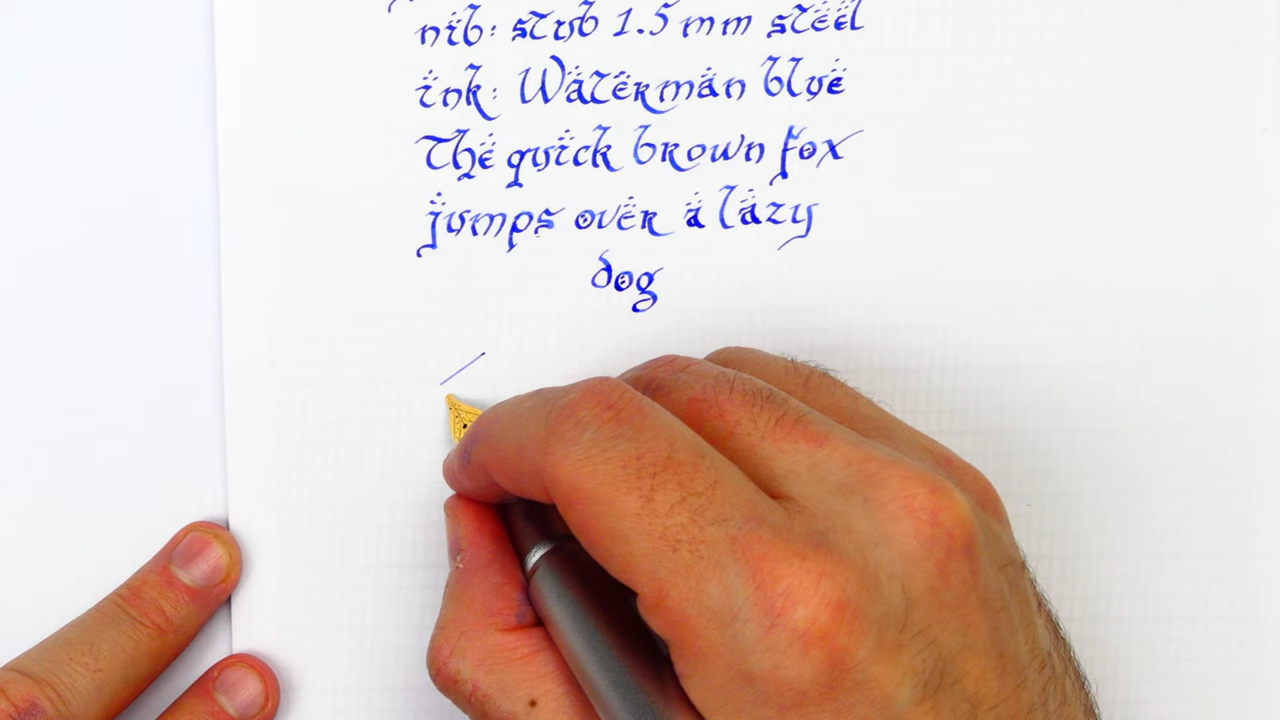 nib: stub 1.5 mm steel
ink: Waterman blue
The quick brown fox
jumps over a lazy
dog